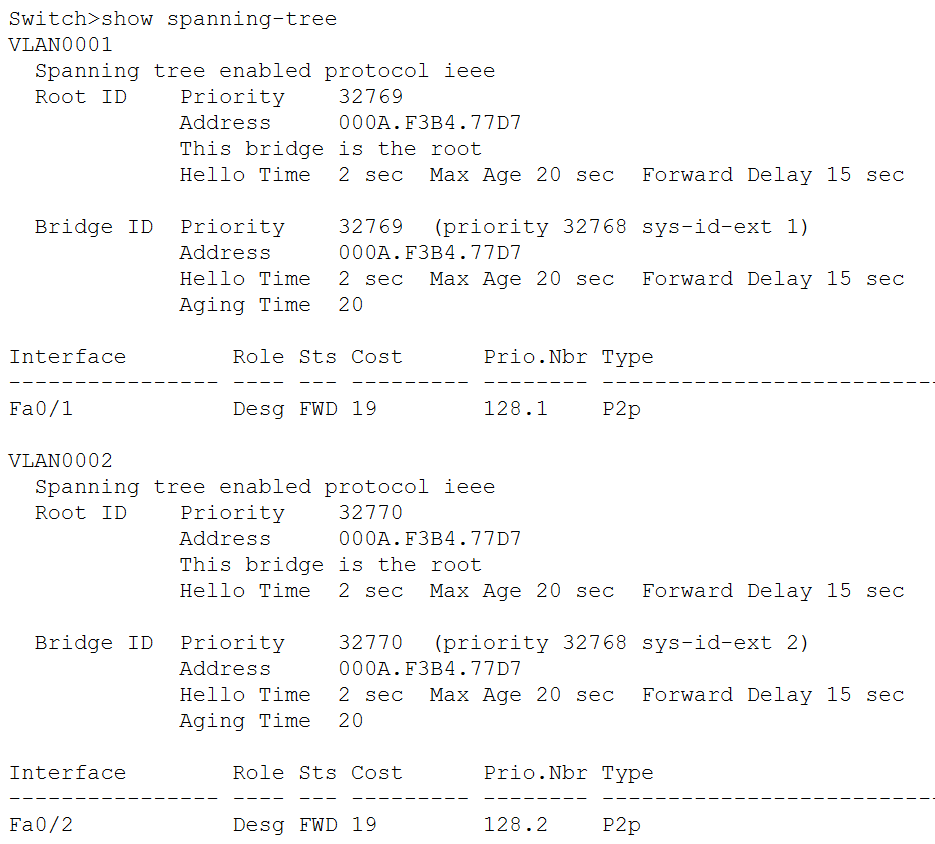 Switch>show spanning-tree
VLAN0001
  Spanning tree enabled protocol ieee
  Root ID    Priority    32769
             Address     000A.F3B4.77D7
             This bridge is the root
             Hello Time  2 sec  Max Age 20 sec  Forward Delay 15 sec

  Bridge ID  Priority    32769  (priority 32768 sys-id-ext 1)
             Address     000A.F3B4.77D7
             Hello Time  2 sec  Max Age 20 sec  Forward Delay 15 sec
             Aging Time  20

Interface        Role Sts Cost      Prio.Nbr Type
---------------- ---- --- --------- -------- --------------------------
Fa0/1            Desg FWD 19        128.1    P2p

VLAN0002
  Spanning tree enabled protocol ieee
  Root ID    Priority    32770
             Address     000A.F3B4.77D7
             This bridge is the root
             Hello Time  2 sec  Max Age 20 sec  Forward Delay 15 sec

  Bridge ID  Priority    32770  (priority 32768 sys-id-ext 2)
             Address     000A.F3B4.77D7
             Hello Time  2 sec  Max Age 20 sec  Forward Delay 15 sec
             Aging Time  20

Interface        Role Sts Cost      Prio.Nbr Type
---------------- ---- --- --------- -------- --------------------------
Fa0/2            Desg FWD 19        128.2    P2p